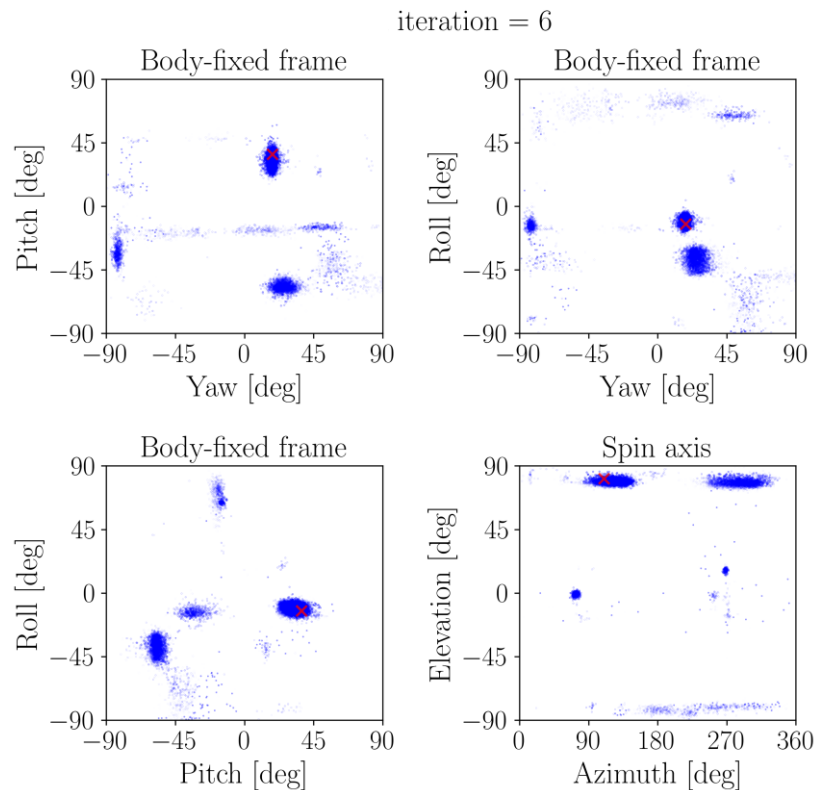 iteration = 6
Body-fixed frame
90
45
0
−45
−90
Pitch [deg]
−90 −45 0 45 90
Yaw [deg]
Body-fixed frame
90
45
0
−45
−90
Roll [deg]
−90 −45 0 45 90
Yaw [deg]
Body-fixed frame
90
45
0
−45
−90
Roll [deg]
−90 −45 0 45 90
Pitch [deg]
Spin axis
90
45
0
−45
−90
Elevation [deg]
0 90 180 270 360
Azimuth [deg]